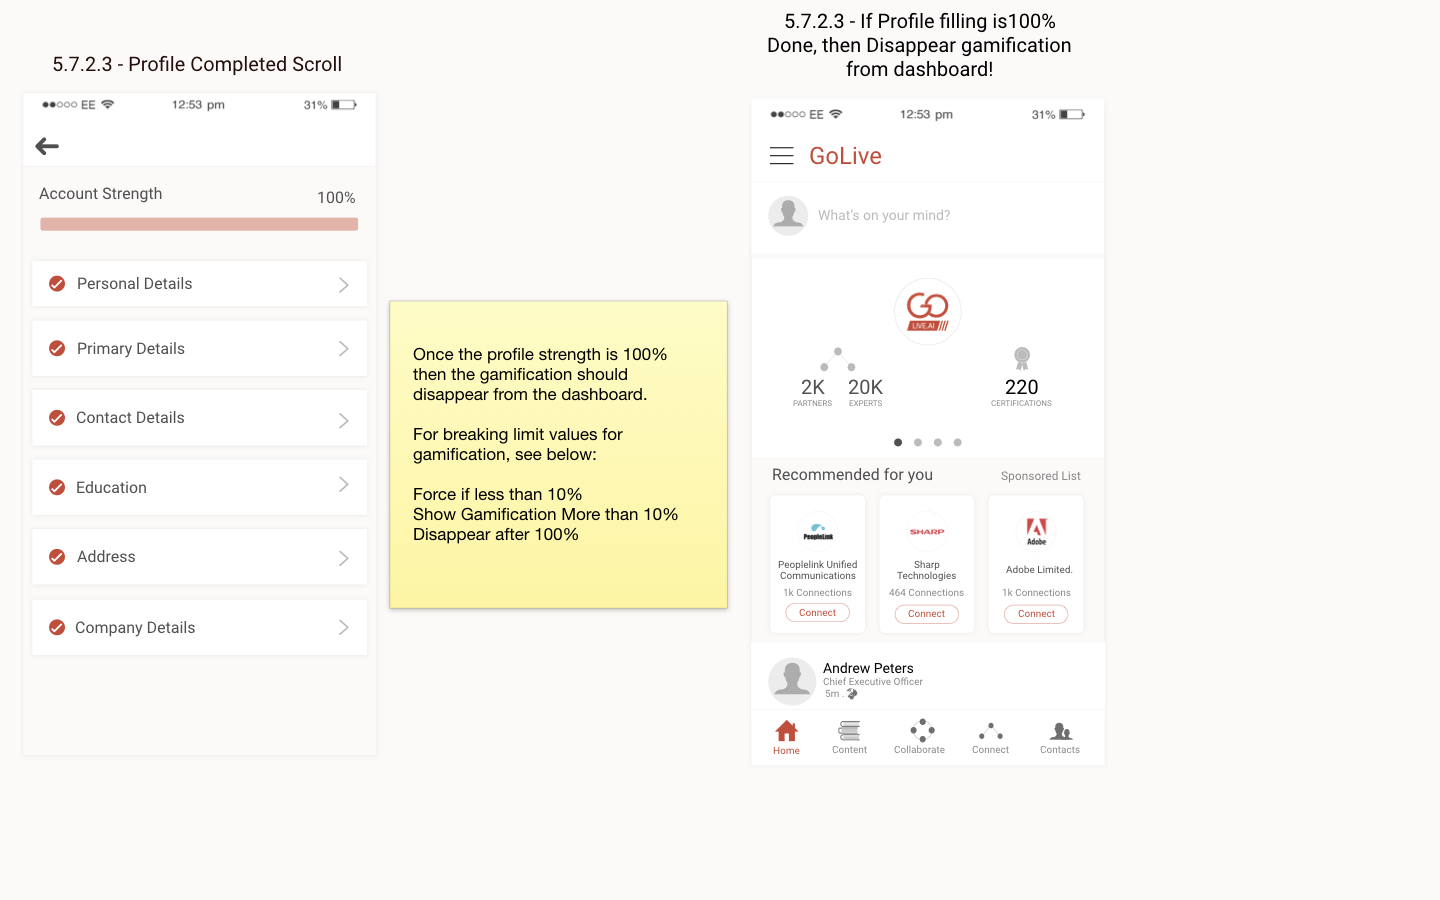 5.7.2.3 - Profile Completed Scroll
EE 12:53 pm 31%
Account Strength 100%
Personal Details
Primary Details
Contact Details
Education
Address
Company Details
Once the profile strength is 100%
then the gamification should
disappear from the dashboard.
For breaking limit values for
gamification, see below:
Force if less than 10%
Show Gamification More than 10%
Disappear after 100%
5.7.2.3 - If Profile filling is100%
Done, then Disappear gamification
from dashboard!
EE 12:53 pm 31%
GoLive
What's on your mind?
GO
LIVE.AI
2K 20K 220
PARTNERS EXPERTS CERTIFICATIONS
Recommended for you Sponsored List
PeopleLink
Peoplelink Unified
Communications
1k Connections
Connect
SHARP
Sharp
Technologies
464 Connections
Connect
Adobe
Adobe Limited.
1k Connections
Connect
Andrew Peters
Chief Executive Officer
5m .
Home Content Collaborate Connect Contacts